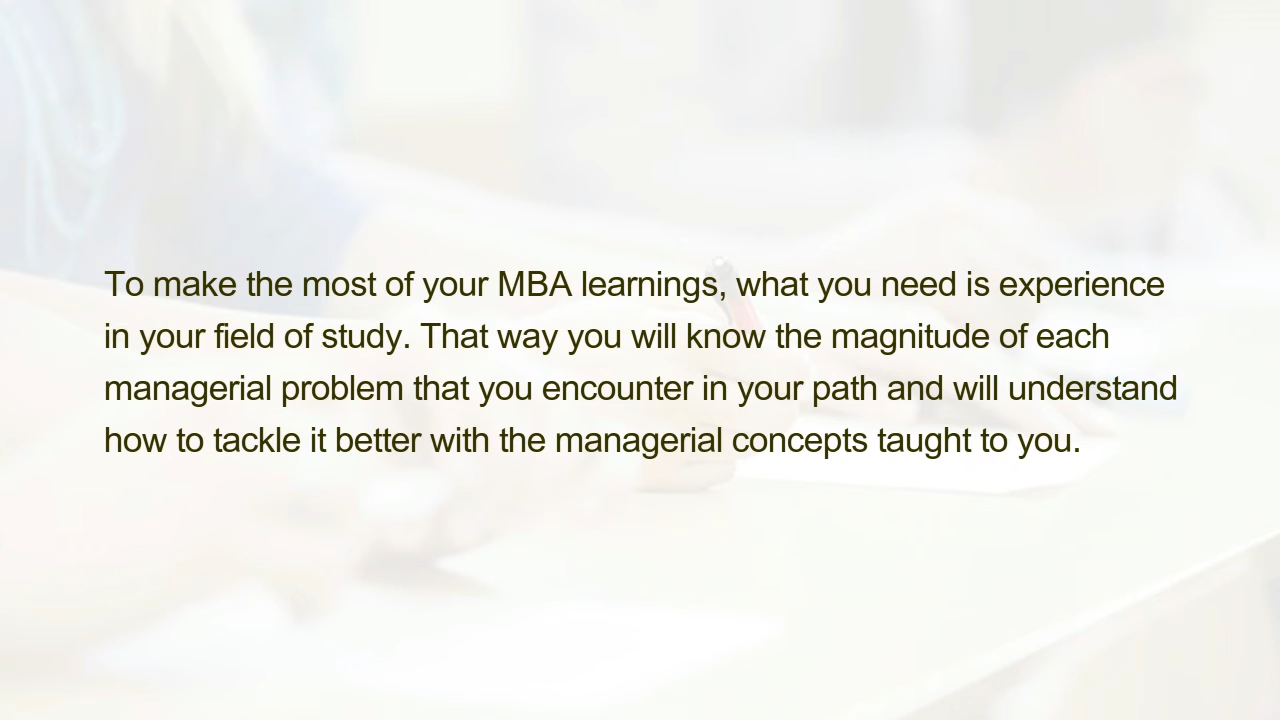 To make the most of your MBA learnings, what you need is experience
in your field of study. That way you will know the magnitude of each
managerial problem that you encounter in your path and will understand
how to tackle it better with the managerial concepts taught to you.